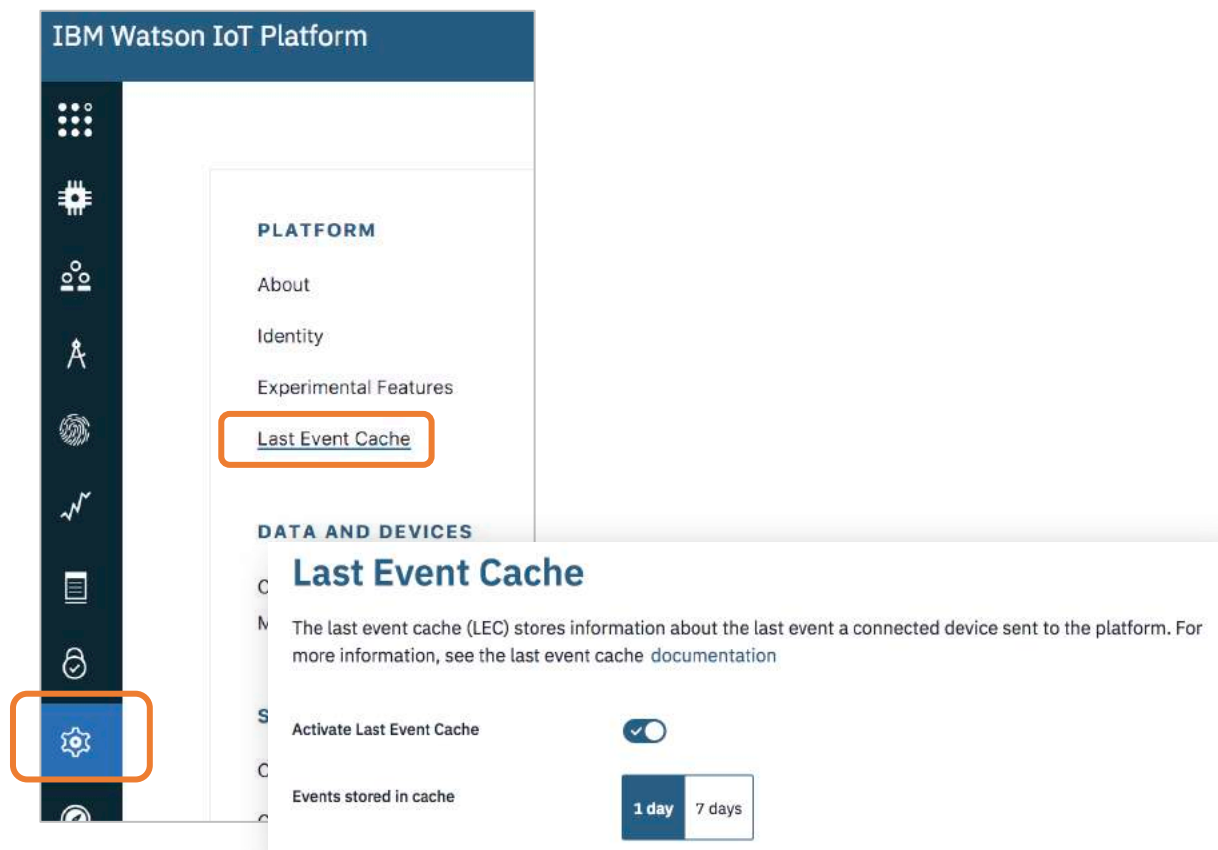 IBM Watson IoT Platform
PLATFORM
About
Identity
Experimental Features
Last Event Cache
DATA AND DEVICES
Last Event Cache
The last event cache (LEC) stores information about the last event a connected device sent to the platform. For
more information, see the last event cache documentation
Activate Last Event Cache
Events stored in cache
1 day 7 days